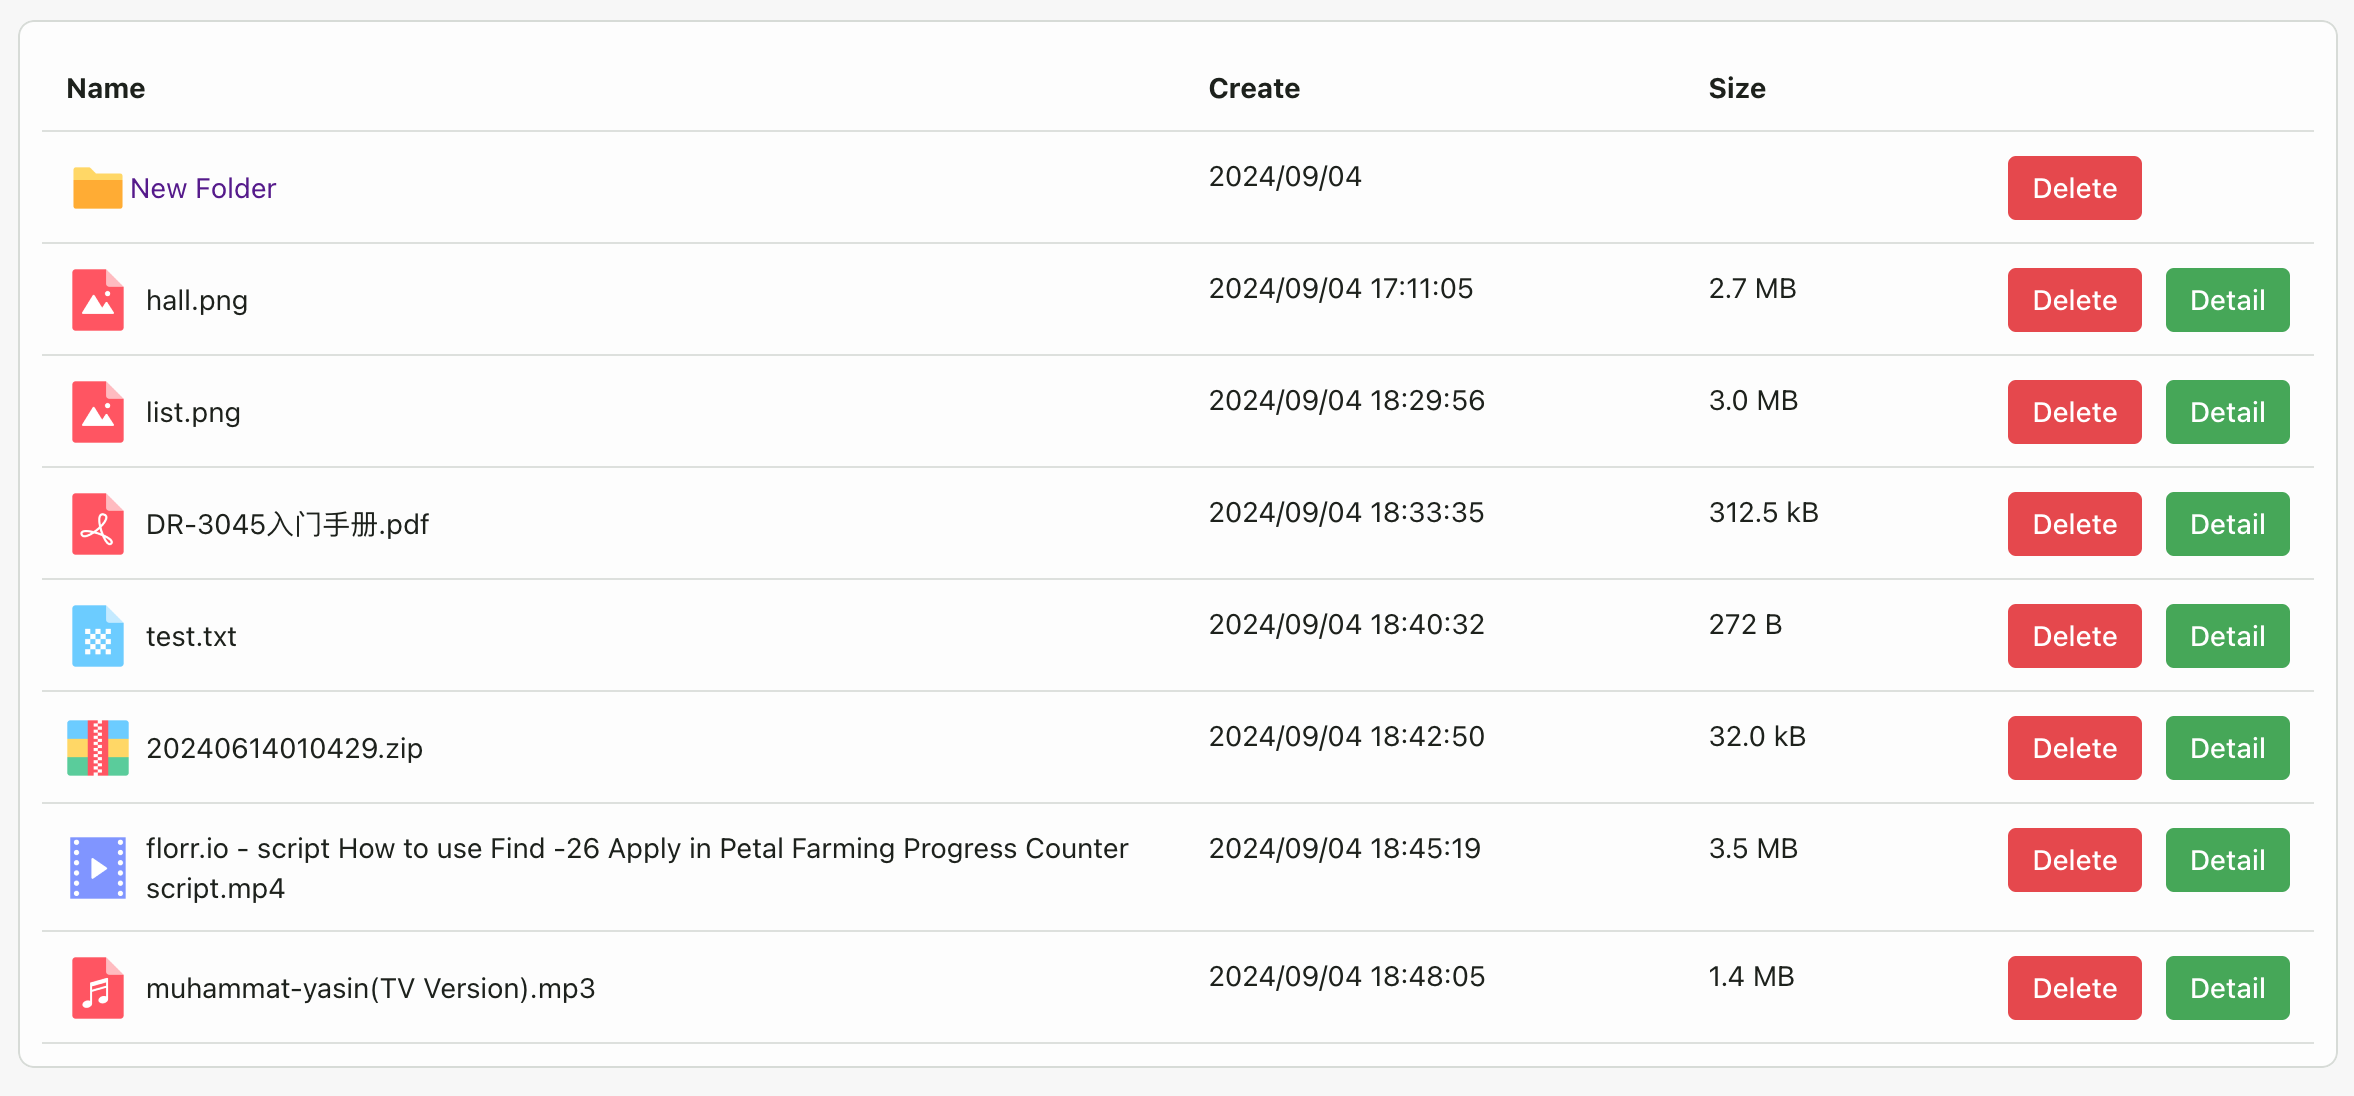 Name Create Size
New Folder 2024/09/04 Delete
hall.png 2024/09/04 17:11:05 2.7 MB Delete Detail
list.png 2024/09/04 18:29:56 3.0 MB Delete Detail
DR-3045入门手册.pdf 2024/09/04 18:33:35 312.5 kB Delete Detail
test.txt 2024/09/04 18:40:32 272 B Delete Detail
20240614010429.zip 2024/09/04 18:42:50 32.0 kB Delete Detail
florr.io - script How to use Find -26 Apply in Petal Farming Progress Counter 2024/09/04 18:45:19 3.5 MB Delete Detail
script.mp4
muhammat-yasin(TV Version).mp3 2024/09/04 18:48:05 1.4 MB Delete Detail